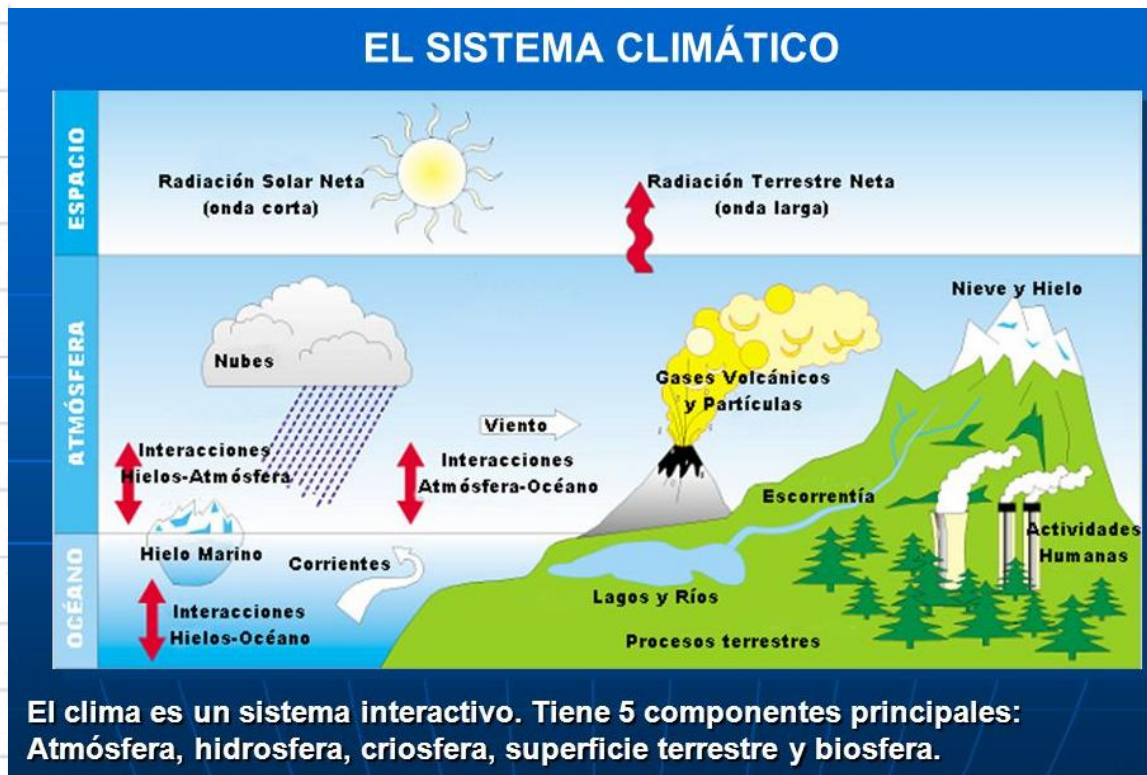 EL SISTEMA CLIMÁTICO
ESPACIO
Radiación Solar Neta
(onda corta)
Radiación Terrestre Neta
(onda larga)
ATMÓSFERA
Nubes
Nieve y Hielo
Gases Volcánicos
y Partículas
Viento
Interacciones
Hielos-Atmósfera
Interacciones
Atmósfera-Océano
Escorrentía
Actividades
Humanas
OCÉANO
Hielo Marino
Corrientes
Lagos y Ríos
Interacciones
Hielos-Océano
Procesos terrestres
El clima es un sistema interactivo. Tiene 5 componentes principales:
Atmósfera, hidrosfera, criosfera, superficie terrestre y biosfera.